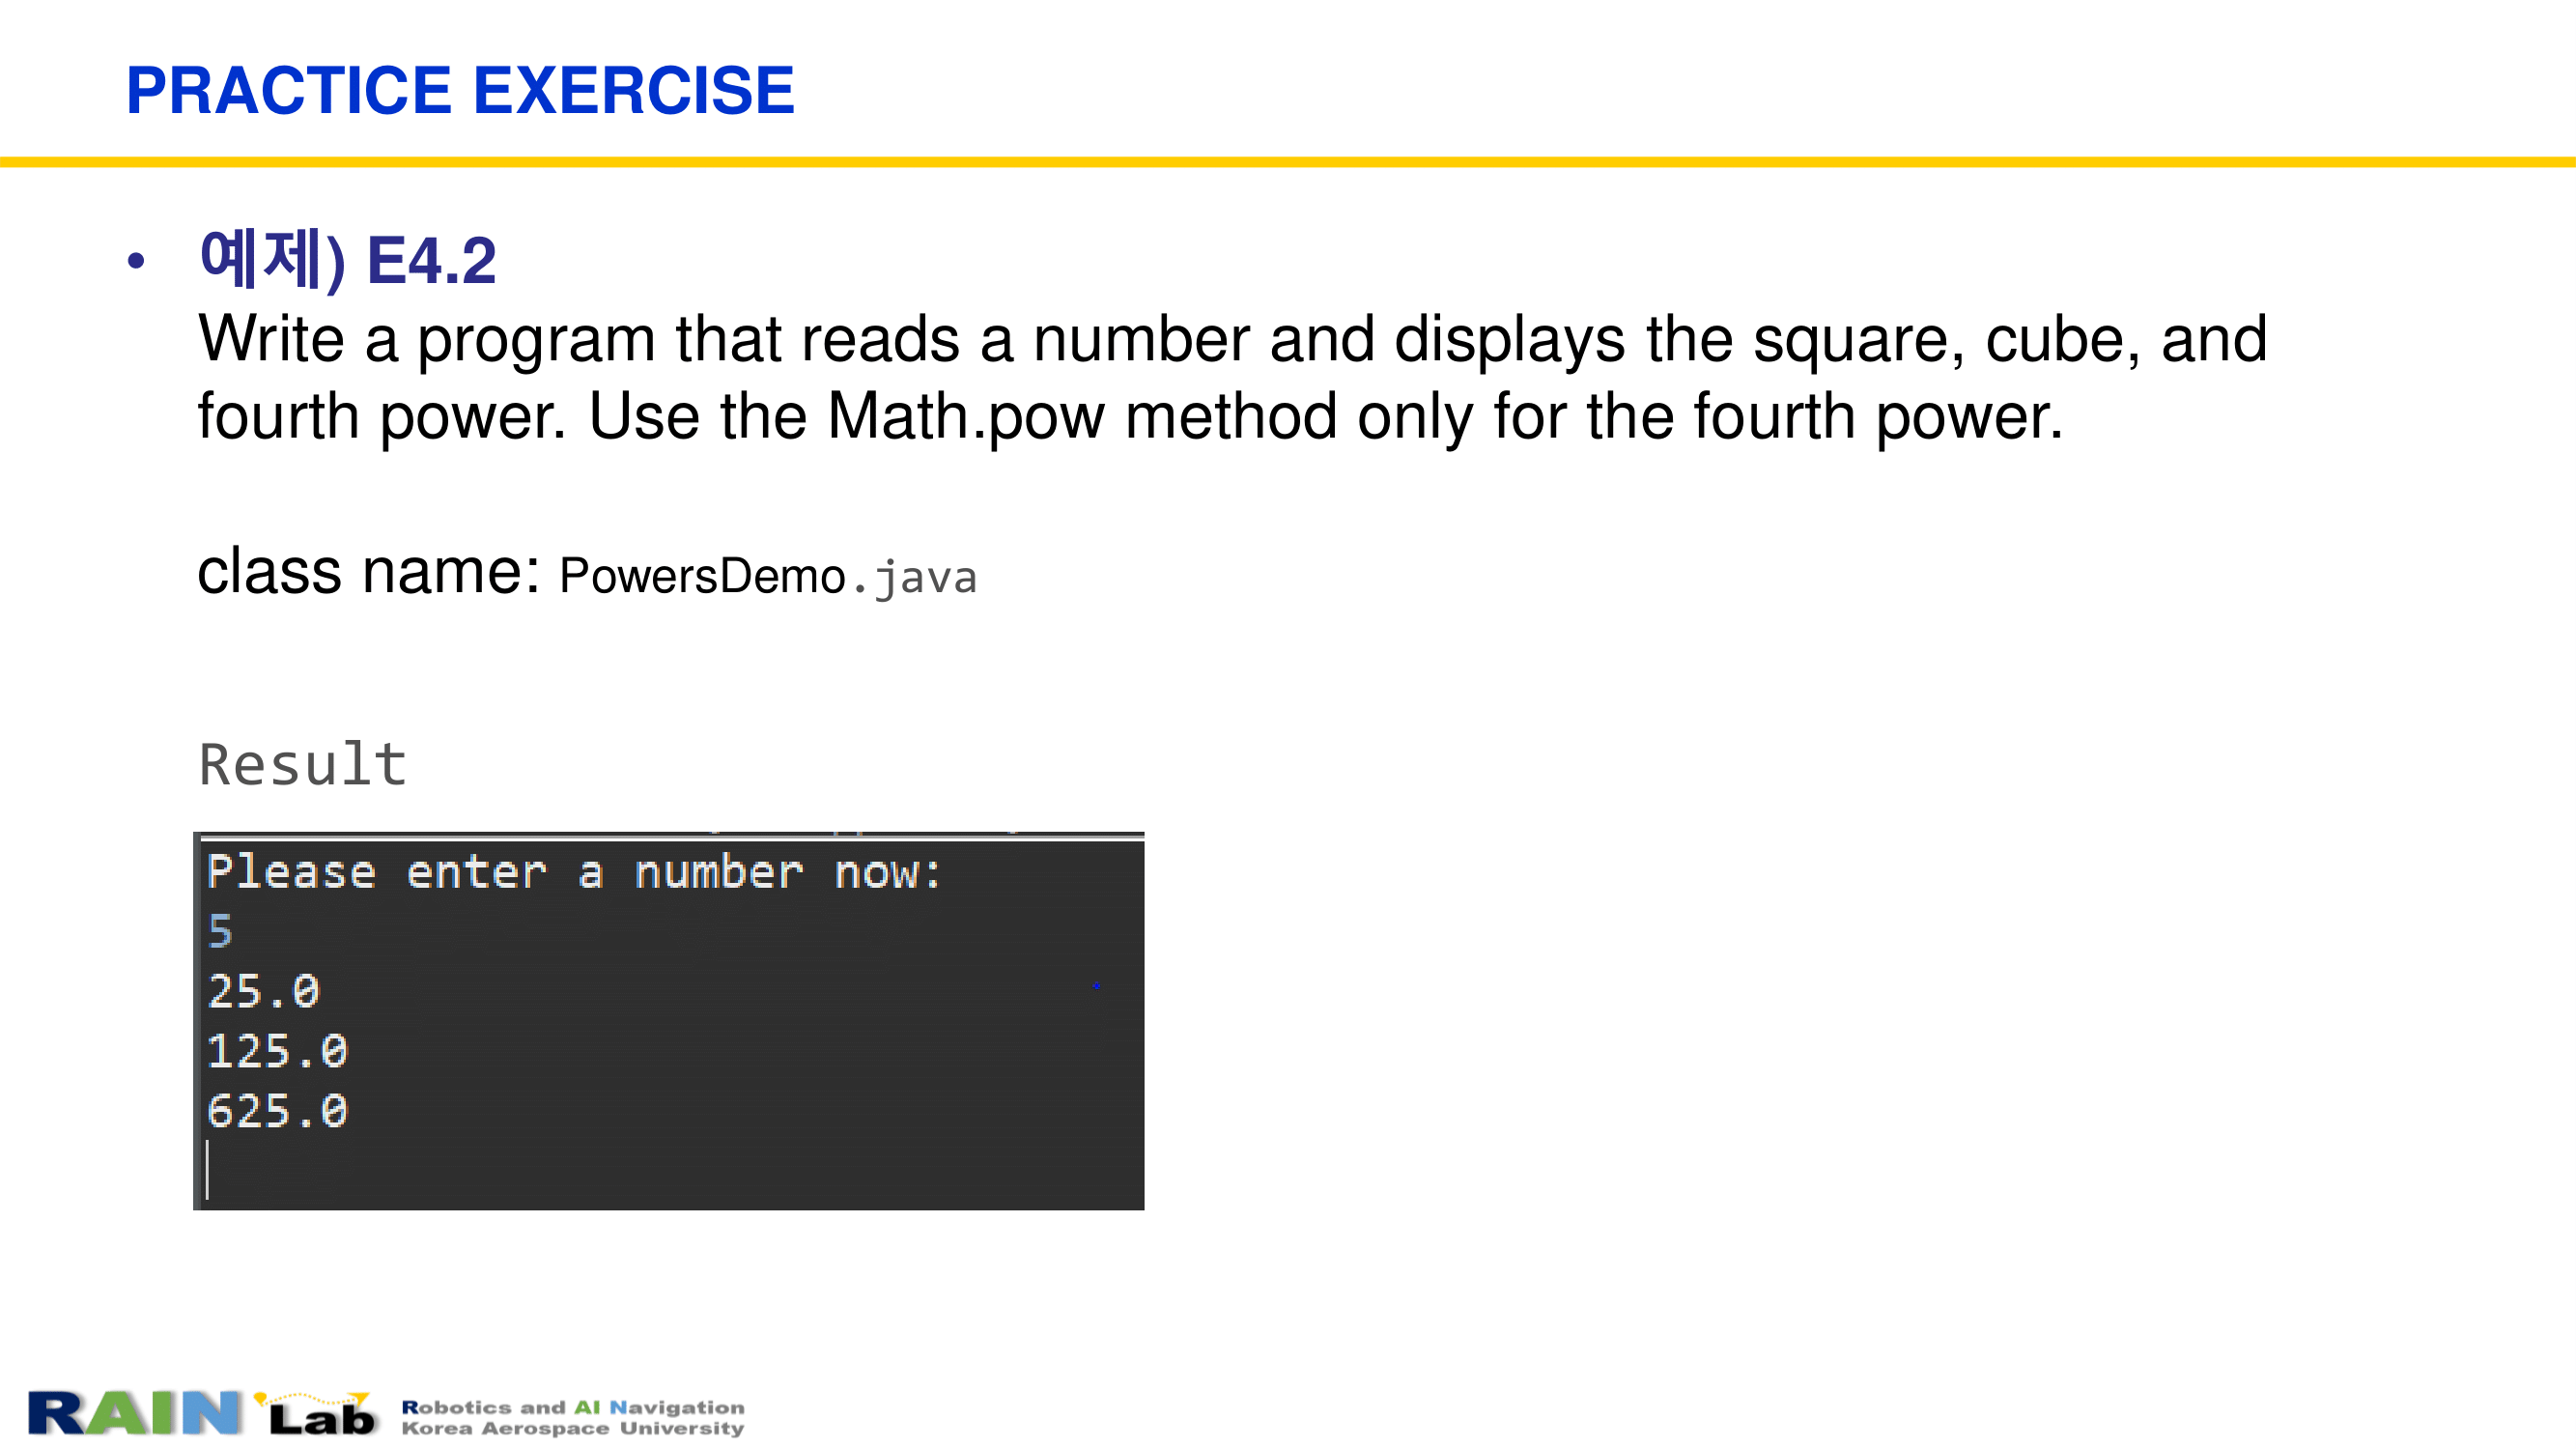 PRACTICE EXERCISE
• 예제) E4.2
Write a program that reads a number and displays the square, cube, and
fourth power. Use the Math.pow method only for the fourth power.
class name: PowersDemo.java
Result
Please enter a number now:
5
25.0
125.0
625.0
RAIN Lab
Robotics and AI Navigation
Korea Aerospace University